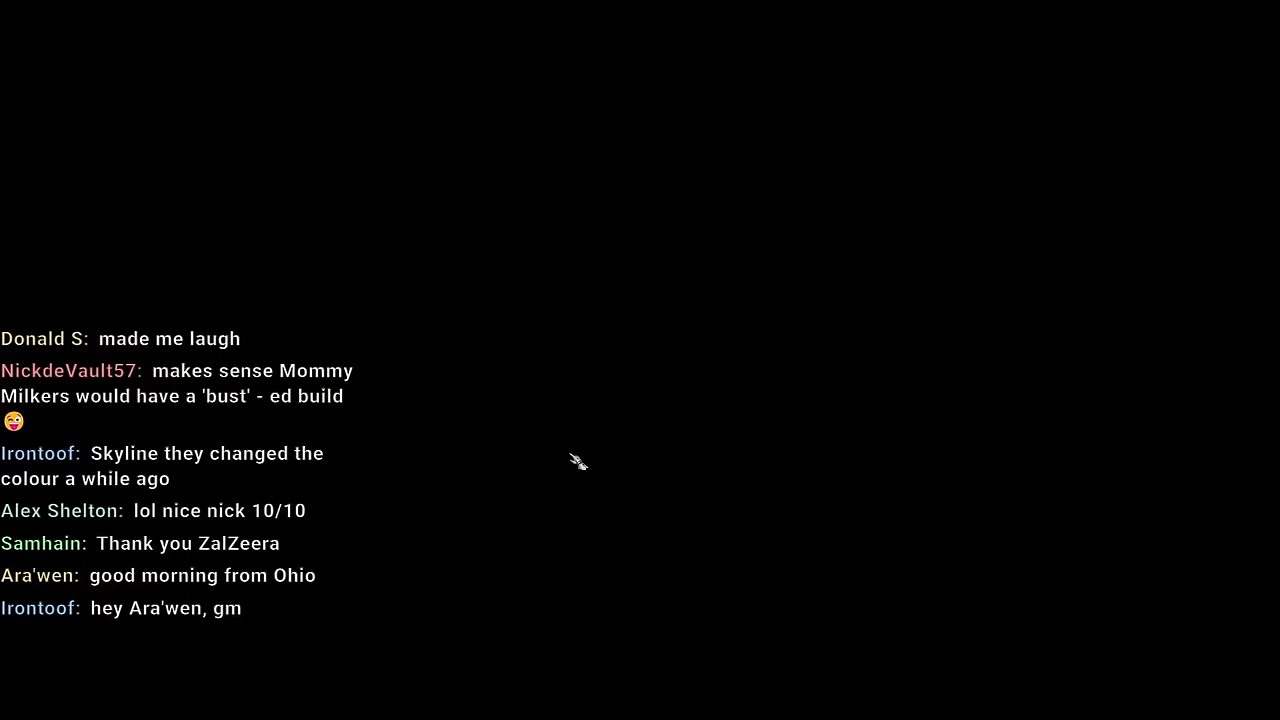 Donald S: made me laugh
NickdeVault57: makes sense Mommy
Milkers would have a 'bust' - ed build
😜
Irontoof: Skyline they changed the
colour a while ago
Alex Shelton: lol nice nick 10/10
Samhain: Thank you ZalZeera
Ara'wen: good morning from Ohio
Irontoof: hey Ara'wen, gm